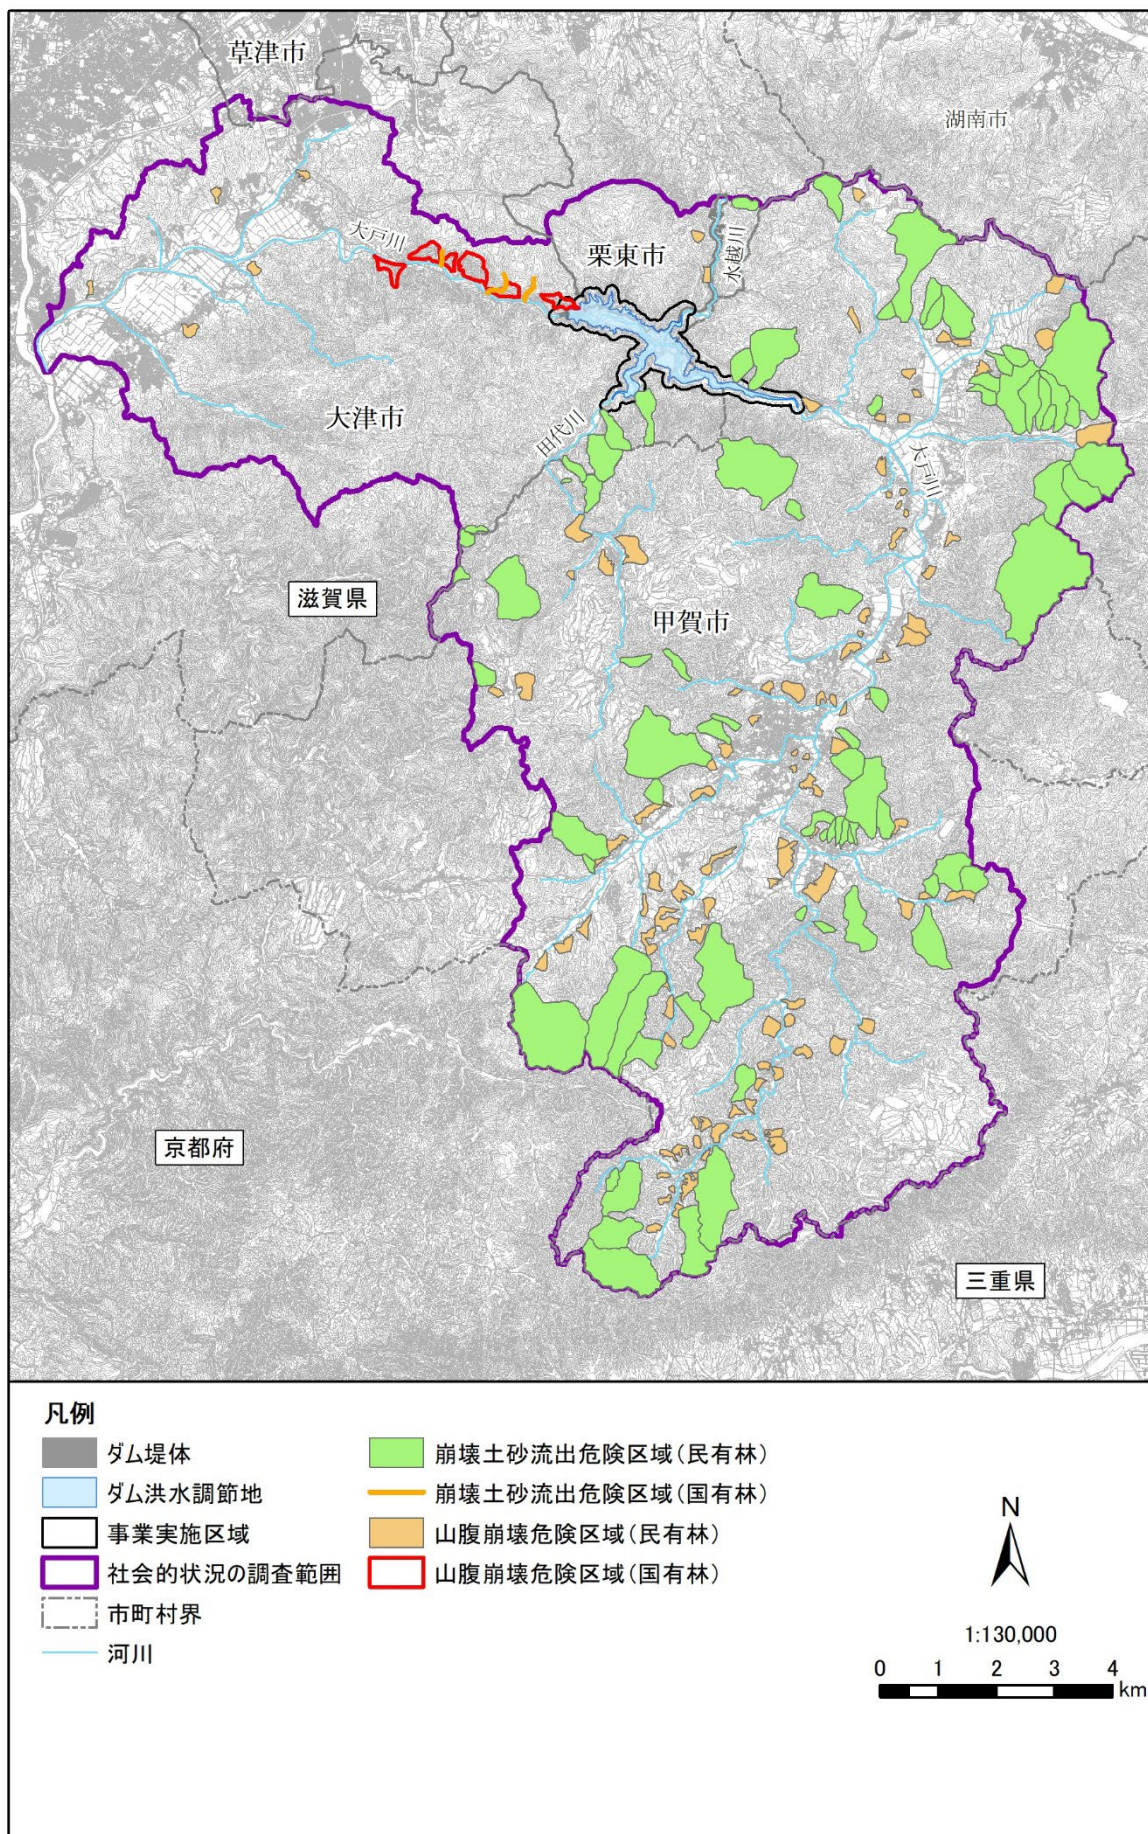 草津市
湖南市
大戸川
栗東市
水越川
大津市
田代川
大戸川
滋賀県
甲賀市
京都府
三重県
凡例
ダム堤体
ダム洪水調節地
事業実施区域
社会的状況の調査範囲
市町村界
河川
崩壊土砂流出危険区域(民有林)
崩壊土砂流出危険区域(国有林)
山腹崩壊危険区域(民有林)
山腹崩壊危険区域(国有林)
N
1:130,000
0 1 2 3 4
km